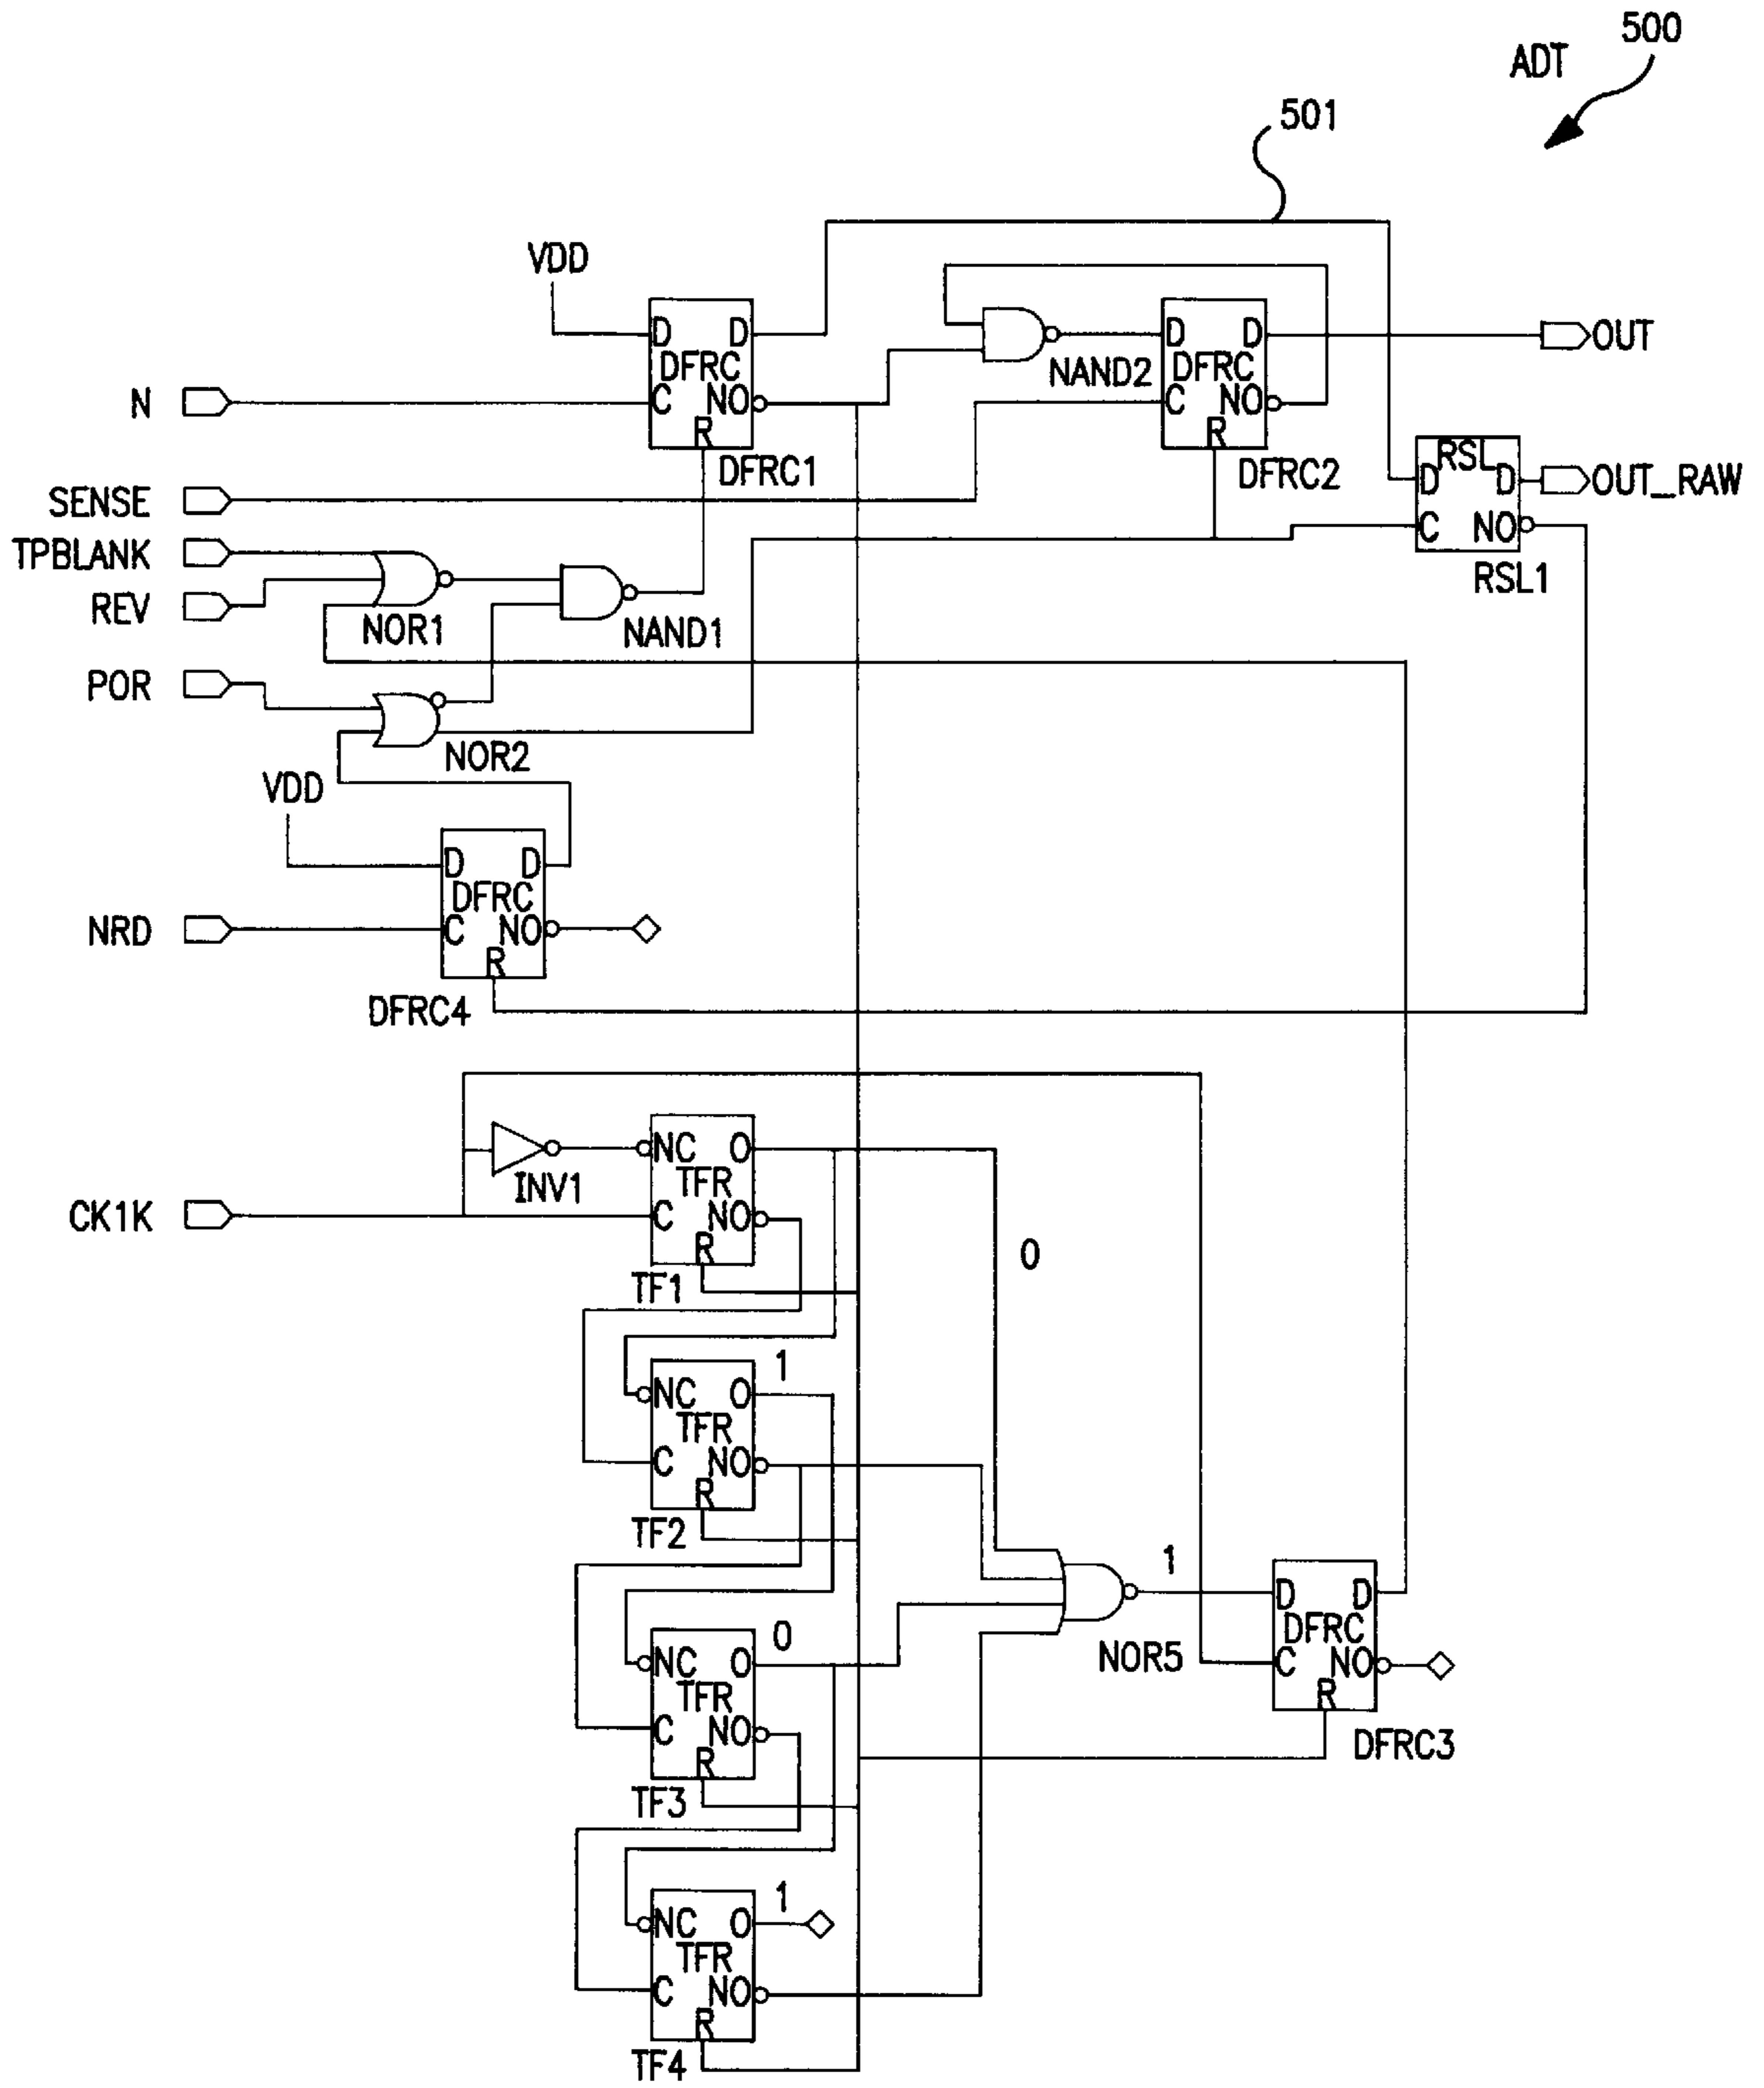 500
ADT
501
VDD
D D
DFRC
C NO
R
DFRC1
N
NAND2
D D
DFRC
C NO
R
DFRC2
OUT
RSL
D D
C NO
RSL1
OUT_RAW
SENSE
TPBLANK
REV
NOR1
NAND1
POR
NOR2
VDD
D D
DFRC
C NO
R
DFRC4
NRD
CK1K
INV1
NC O
TFR
C NO
R
TF1
0
1
NC O
TFR
C NO
R
TF2
0
NC O
TFR
C NO
R
TF3
1
NOR5
D D
DFRC
C NO
R
DFRC3
1
NC O
TFR
C NO
R
TF4